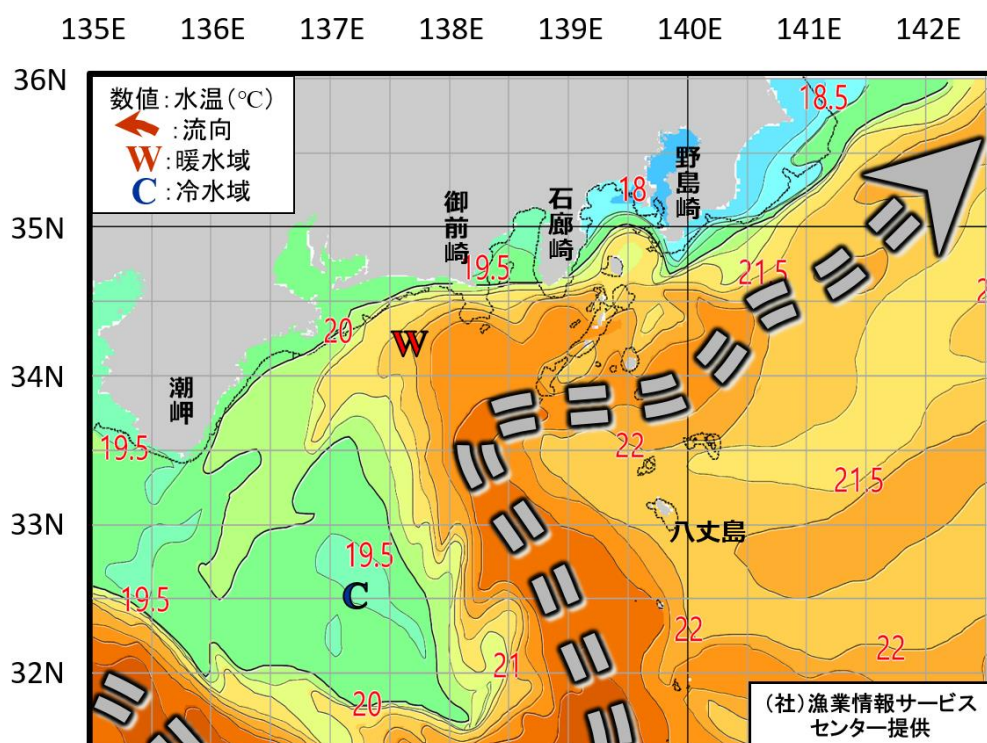 135E 136E 137E 138E 139E 140E 141E 142E
36N
数値:水温(℃)
:流向
W:暖水域
C:冷水域
18.5
野島崎
18
石廊崎
御前崎
35N
19.5
21.5
20
W
34N
潮岬
19.5
22
21.5
33N
八丈島
19.5
C
19.5
22
22
21
32N
20
(社)漁業情報サービス
センター提供